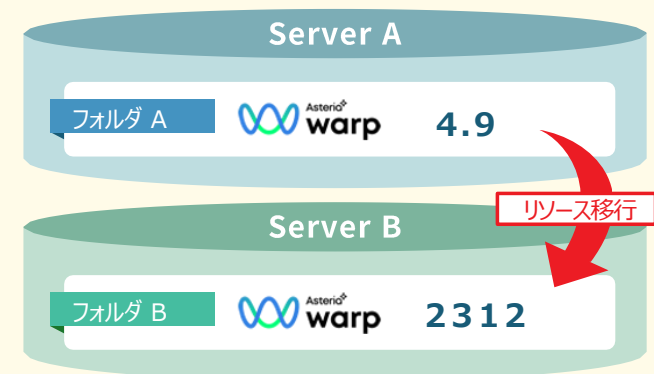 Server A
フォルダ A
Asteria
warp
4.9
リソース移行
Server B
フォルダ B
Asteria
warp
2312